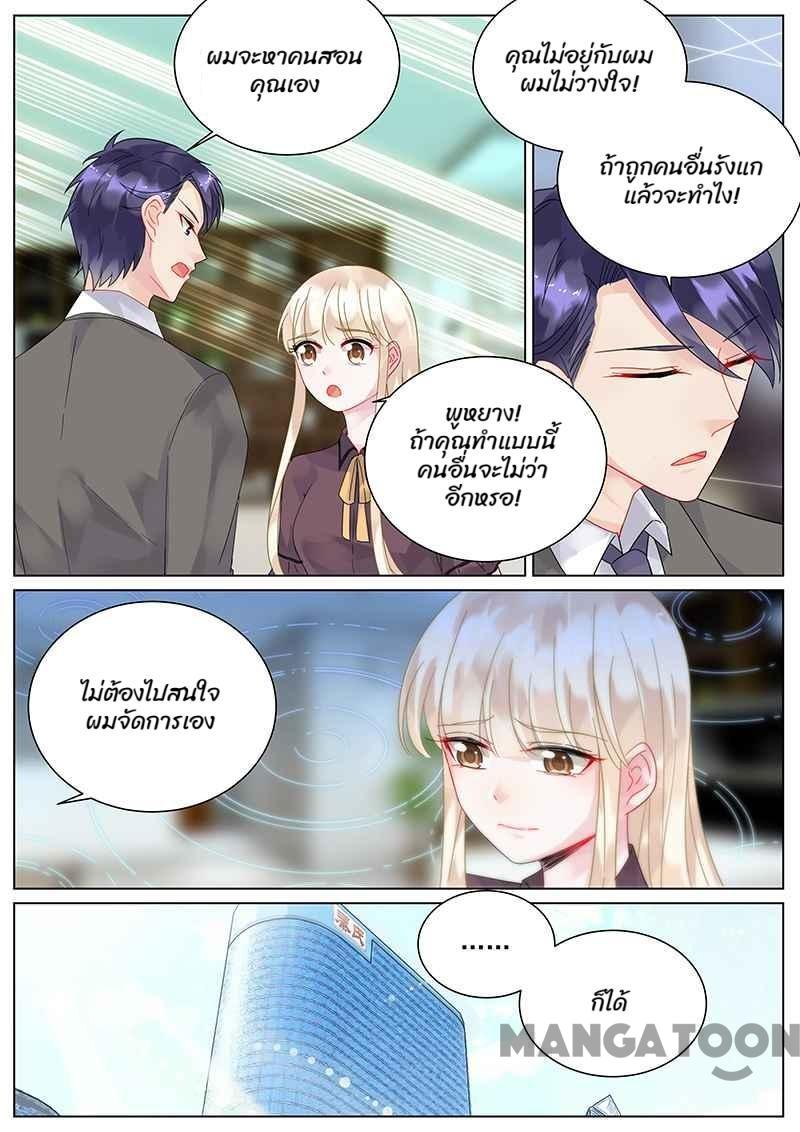 ผมจะหาคนสอน
คุณเอง
คุณไม่อยู่กับผม
ผมไม่วางใจ!
ถ้าถูกคนอื่นรังแก
แล้วจะทำไง!
พูหยาง!
ถ้าคุณทำแบบนี้
คนอื่นจะไม่ว่า
อีกหรอ!
ไม่ต้องไปสนใจ
ผมจัดการเอง
......
ก็ได้
MANGATOON